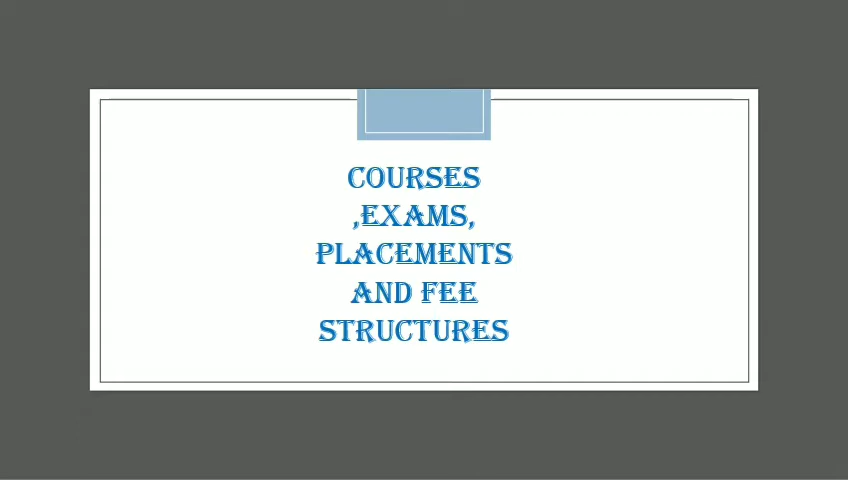 COURSES
,EXAMS,
PLACEMENTS
AND FEE
STRUCTURES